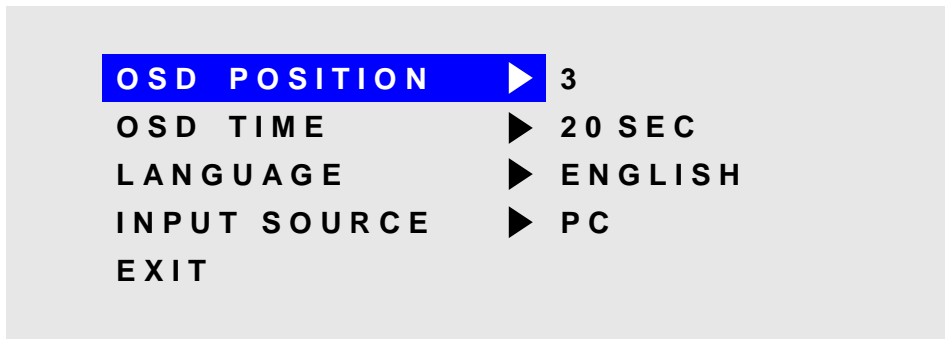 OSD POSITION ▶ 3
OSD TIME ▶ 20 SEC
LANGUAGE ▶ ENGLISH
INPUT SOURCE ▶ PC
EXIT